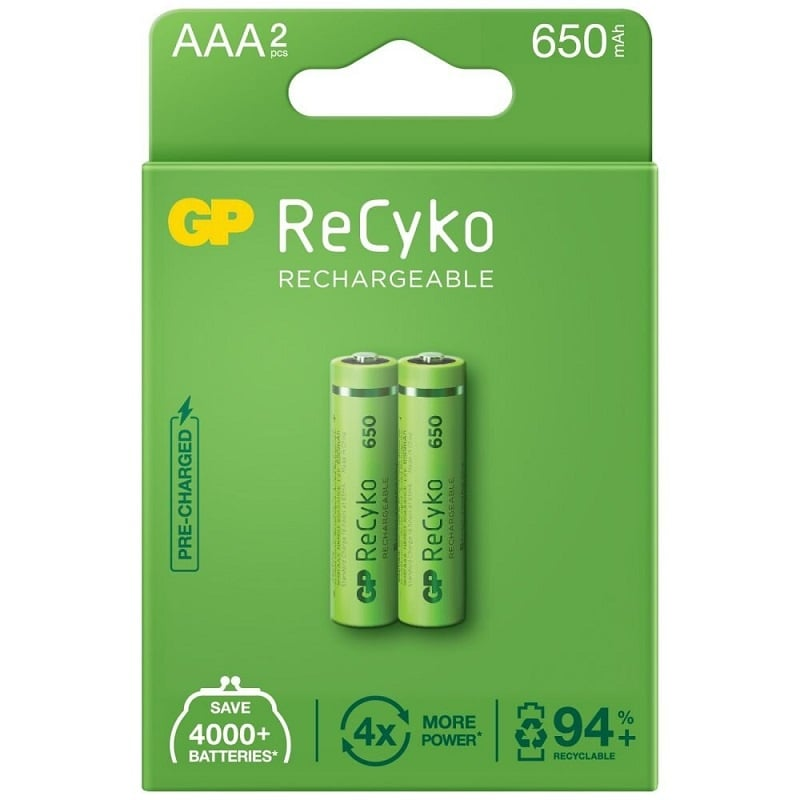 AAA 2 pcs
650 mAh
GP ReCyko
RECHARGEABLE
PRE-CHARGED
650
GP ReCyko
RECHARGEABLE
650
GP ReCyko
RECHARGEABLE
SAVE
4000+
BATTERIES*
4x
MORE
POWER*
94%+
RECYCLABLE